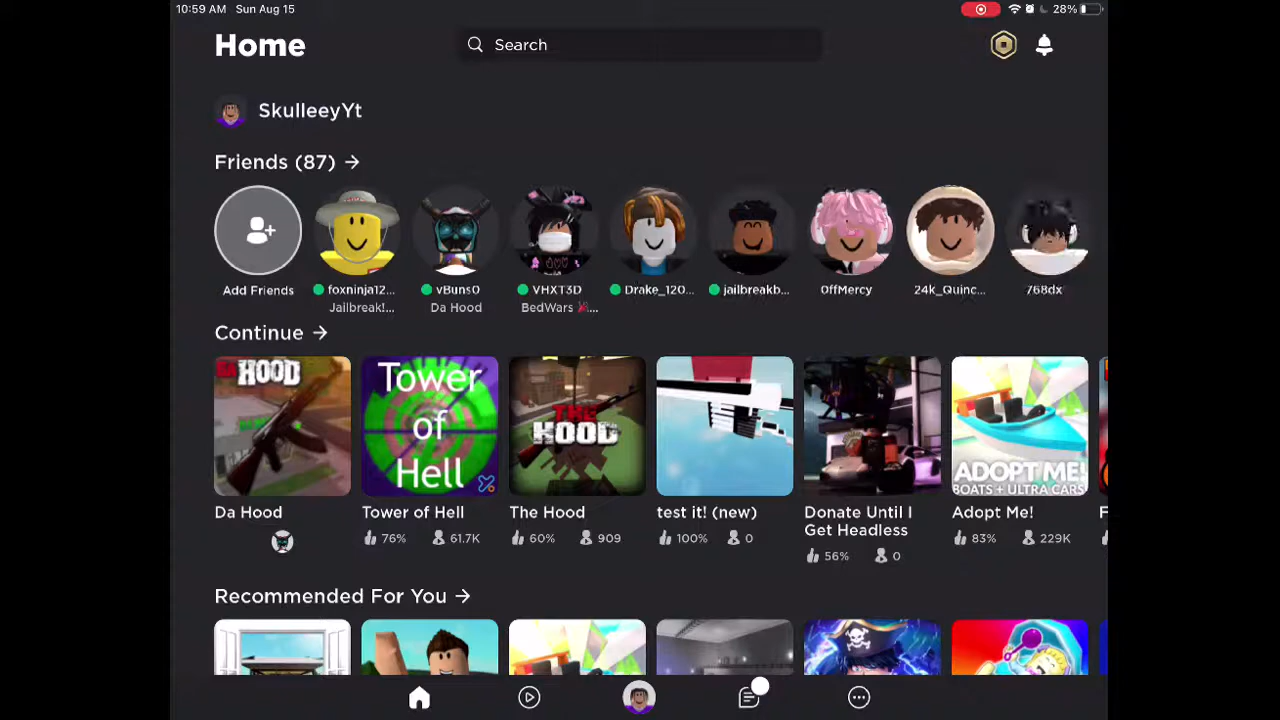 10:59 AM Sun Aug 15
28%
Home
Search
SkulleeyYt
Friends (87) →
Add Friends
foxninja12...
vBuns0
VHXT3D
Drake_120...
jailbreakb...
0ffMercy
24k_Quinc...
768dx
Jailbreak!...
Da Hood
BedWars 🎉...
Continue →
HOOD
Tower
of
Hell
THE
HOOD
ADOPT ME!
BOATS + ULTRA CARS
Da Hood
Tower of Hell
The Hood
test it! (new)
Donate Until I
Get Headless
Adopt Me!
F
76% 61.7K
60% 909
100% 0
56% 0
83% 229K
Recommended For You →